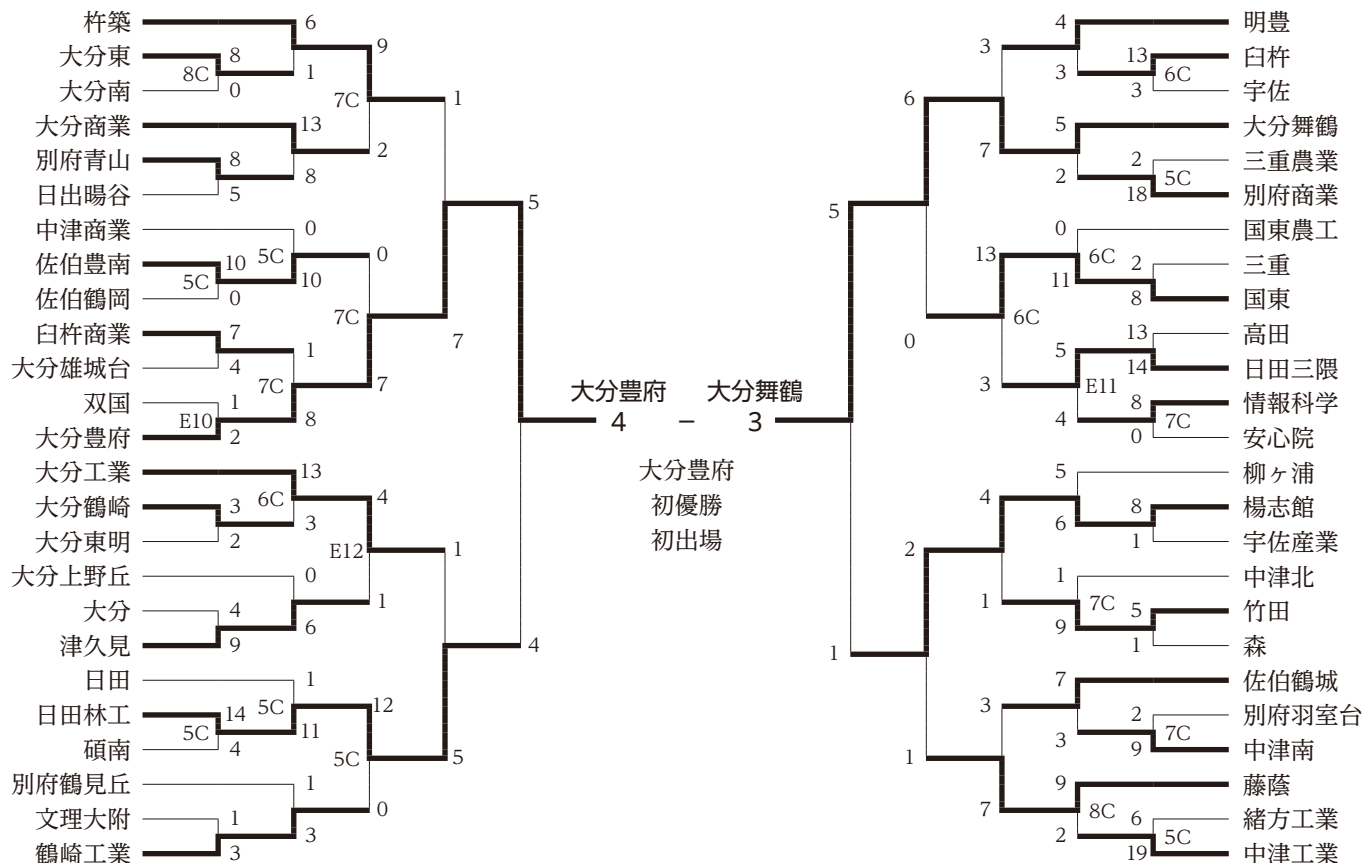 杵築 6
9
大分東 8
8C 1
大分南 0
7C 1
大分商業 13
2
別府青山 8
8
日出暘谷 5
5
中津商業 0
5C 0
佐伯豊南 10
5C 10
佐伯鶴岡 0
7C
臼杵商業 7
7
1
大分雄城台 4
7C 7
双国 1
E10 8
大分豊府 2
大分工業 13
6C 4
大分鶴崎 3
3
大分東明 2
E12 1
大分上野丘 0
1
大分 4
6
津久見 9
4
日田 1
5C 12
日田林工 14
5C 11
碩南 4
5C 5
別府鶴見丘 1
0
文理大附 1
3
鶴崎工業 3
大分豊府 大分舞鶴
4 － 3
大分豊府
初優勝
初出場
4 明豊
3
13 臼杵
3 6C
3 宇佐
6
5 大分舞鶴
7
2 三重農業
2 5C
18 別府商業
5
0 国東農工
13 6C
2 三重
11
8 国東
6C
0
13 高田
5
14 日田三隈
3 E11
8 情報科学
4 7C
0 安心院
5 柳ヶ浦
4
8 楊志館
6
1 宇佐産業
2
1 中津北
1 7C
5 竹田
9
1 森
1
7 佐伯鶴城
3
2 別府羽室台
3 7C
9 中津南
1
9 藤蔭
7 8C
6 緒方工業
2 5C
19 中津工業